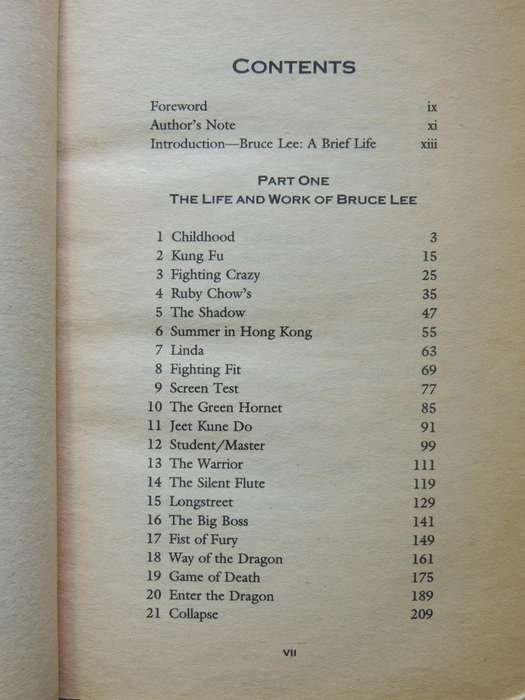 CONTENTS
Foreword ix
Author's Note xi
Introduction—Bruce Lee: A Brief Life xiii
PART ONE
THE LIFE AND WORK OF BRUCE LEE
1 Childhood 3
2 Kung Fu 15
3 Fighting Crazy 25
4 Ruby Chow's 35
5 The Shadow 47
6 Summer in Hong Kong 55
7 Linda 63
8 Fighting Fit 69
9 Screen Test 77
10 The Green Hornet 85
11 Jeet Kune Do 91
12 Student/Master 99
13 The Warrior 111
14 The Silent Flute 119
15 Longstreet 129
16 The Big Boss 141
17 Fist of Fury 149
18 Way of the Dragon 161
19 Game of Death 175
20 Enter the Dragon 189
21 Collapse 209
VII